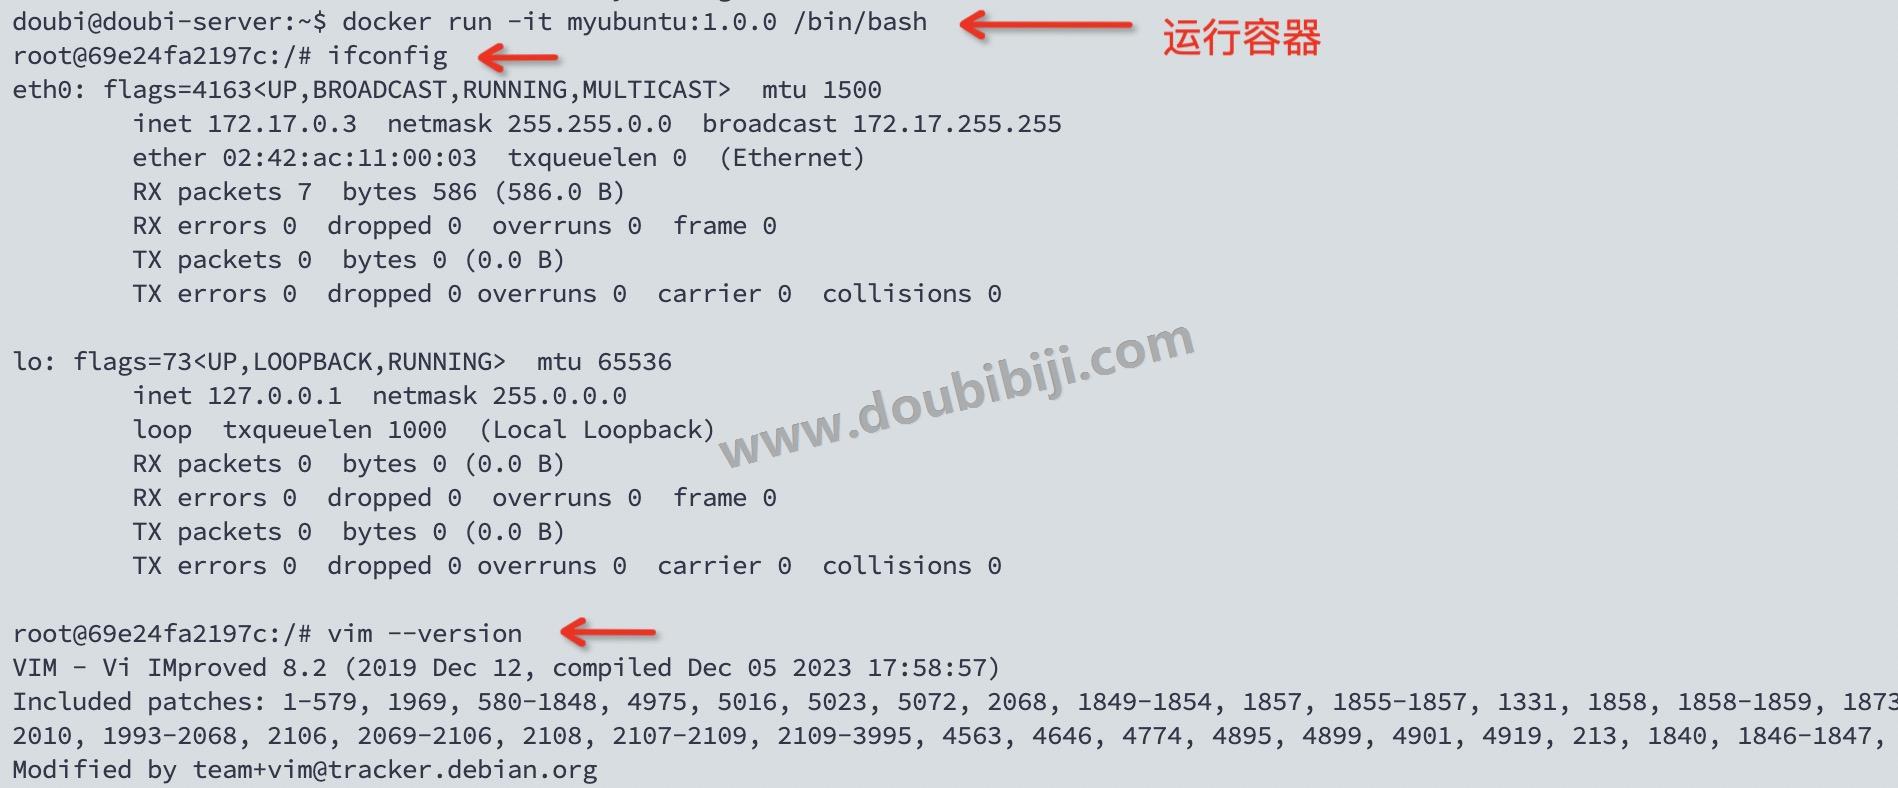 doubi@doubi-server:~$ docker run -it myubuntu:1.0.0 /bin/bash 运行容器
root@69e24fa2197c:/# ifconfig
eth0: flags=4163<UP,BROADCAST,RUNNING,MULTICAST>  mtu 1500
        inet 172.17.0.3  netmask 255.255.0.0  broadcast 172.17.255.255
        ether 02:42:ac:11:00:03  txqueuelen 0  (Ethernet)
        RX packets 7  bytes 586 (586.0 B)
        RX errors 0  dropped 0  overruns 0  frame 0
        TX packets 0  bytes 0 (0.0 B)
        TX errors 0  dropped 0 overruns 0  carrier 0  collisions 0
lo: flags=73<UP,LOOPBACK,RUNNING>  mtu 65536
        inet 127.0.0.1  netmask 255.0.0.0
        loop  txqueuelen 1000  (Local Loopback)
        RX packets 0  bytes 0 (0.0 B)
        RX errors 0  dropped 0  overruns 0  frame 0
        TX packets 0  bytes 0 (0.0 B)
        TX errors 0  dropped 0 overruns 0  carrier 0  collisions 0
www.doubibiji.com
root@69e24fa2197c:/# vim --version
VIM - Vi IMproved 8.2 (2019 Dec 12, compiled Dec 05 2023 17:58:57)
Included patches: 1-579, 1969, 580-1848, 4975, 5016, 5023, 5072, 2068, 1849-1854, 1857, 1855-1857, 1331, 1858, 1858-1859, 1873
2010, 1993-2068, 2106, 2069-2106, 2108, 2107-2109, 2109-3995, 4563, 4646, 4774, 4895, 4899, 4901, 4919, 213, 1840, 1846-1847,
Modified by team+vim@tracker.debian.org